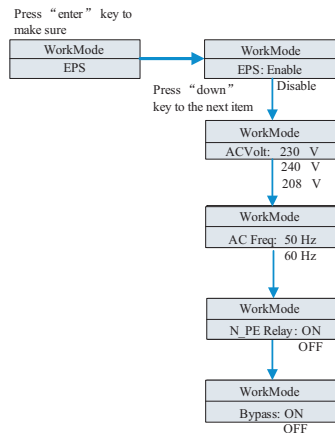 Press “enter” key to
make sure
WorkMode
EPS
WorkMode
EPS: Enable
Disable
Press “down”
key to the next item
WorkMode
ACVolt: 230 V
240 V
208 V
WorkMode
AC Freq: 50 Hz
60 Hz
WorkMode
N_PE Relay: ON
OFF
WorkMode
Bypass: ON
OFF